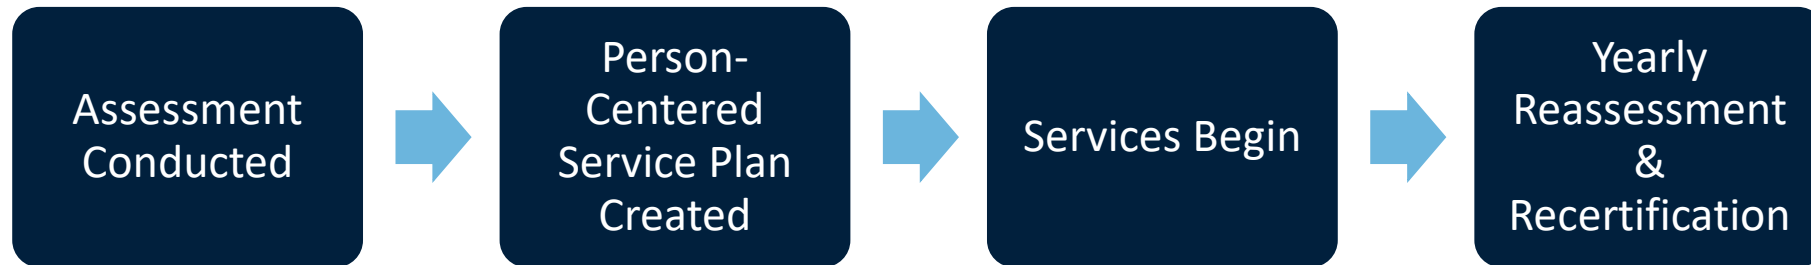 Assessment
Conducted
Person-
Centered
Service Plan
Created
Services Begin
Yearly
Reassessment
&
Recertification